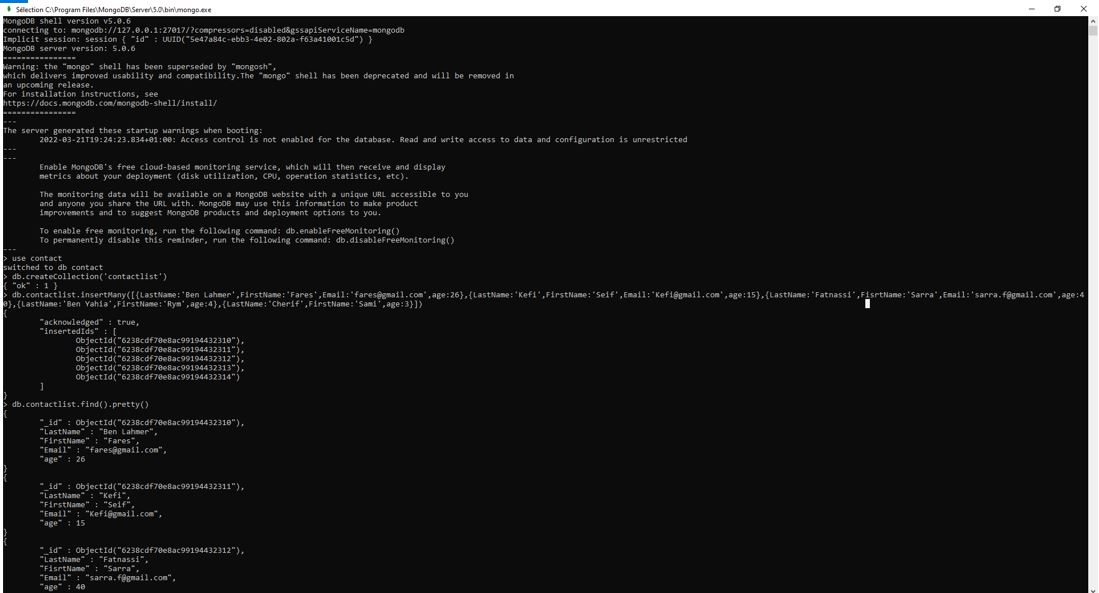 Sélection C:\Program Files\MongoDB\Server\5.0\bin\mongo.exe
MongoDB shell version v5.0.6
connecting to: mongodb://127.0.0.1:27017/?compressors=disabled&gssapiServiceName=mongodb
Implicit session: session { "id" : UUID("5e47a84c-ebb3-4e02-802a-f63a41001c5d") }
MongoDB server version: 5.0.6
================
Warning: the "mongo" shell has been superseded by "mongosh",
which delivers improved usability and compatibility.The "mongo" shell has been deprecated and will be removed in
an upcoming release.
For installation instructions, see
https://docs.mongodb.com/mongodb-shell/install/
================
---
The server generated these startup warnings when booting:
        2022-03-21T19:24:23.834+01:00: Access control is not enabled for the database. Read and write access to data and configuration is unrestricted
---
---
        Enable MongoDB's free cloud-based monitoring service, which will then receive and display
        metrics about your deployment (disk utilization, CPU, operation statistics, etc).

        The monitoring data will be available on a MongoDB website with a unique URL accessible to you
        and anyone you share the URL with. MongoDB may use this information to make product
        improvements and to suggest MongoDB products and deployment options to you.

        To enable free monitoring, run the following command: db.enableFreeMonitoring()
        To permanently disable this reminder, run the following command: db.disableFreeMonitoring()
---
> use contact
switched to db contact
> db.createCollection('contactlist')
{ "ok" : 1 }
> db.contactlist.insertMany([{LastName:'Ben Lahmer',FirstName:'Fares',Email:'fares@gmail.com',age:26},{LastName:'Kefi',FirstName:'Seif',Email:'Kefi@gmail.com',age:15},{LastName:'Fatnassi',FisrtName:'Sarra',Email:'sarra.f@gmail.com',age:4
0},{LastName:'Ben Yahia',FirstName:'Rym',age:4},{LastName:'Cherif',FirstName:'Sami',age:3}])
{
        "acknowledged" : true,
        "insertedIds" : [
                ObjectId("6238cdf70e8ac99194432310"),
                ObjectId("6238cdf70e8ac99194432311"),
                ObjectId("6238cdf70e8ac99194432312"),
                ObjectId("6238cdf70e8ac99194432313"),
                ObjectId("6238cdf70e8ac99194432314")
        ]
}
> db.contactlist.find().pretty()
{
        "_id" : ObjectId("6238cdf70e8ac99194432310"),
        "LastName" : "Ben Lahmer",
        "FirstName" : "Fares",
        "Email" : "fares@gmail.com",
        "age" : 26
}
{
        "_id" : ObjectId("6238cdf70e8ac99194432311"),
        "LastName" : "Kefi",
        "FirstName" : "Seif",
        "Email" : "Kefi@gmail.com",
        "age" : 15
}
{
        "_id" : ObjectId("6238cdf70e8ac99194432312"),
        "LastName" : "Fatnassi",
        "FisrtName" : "Sarra",
        "Email" : "sarra.f@gmail.com",
        "age" : 40